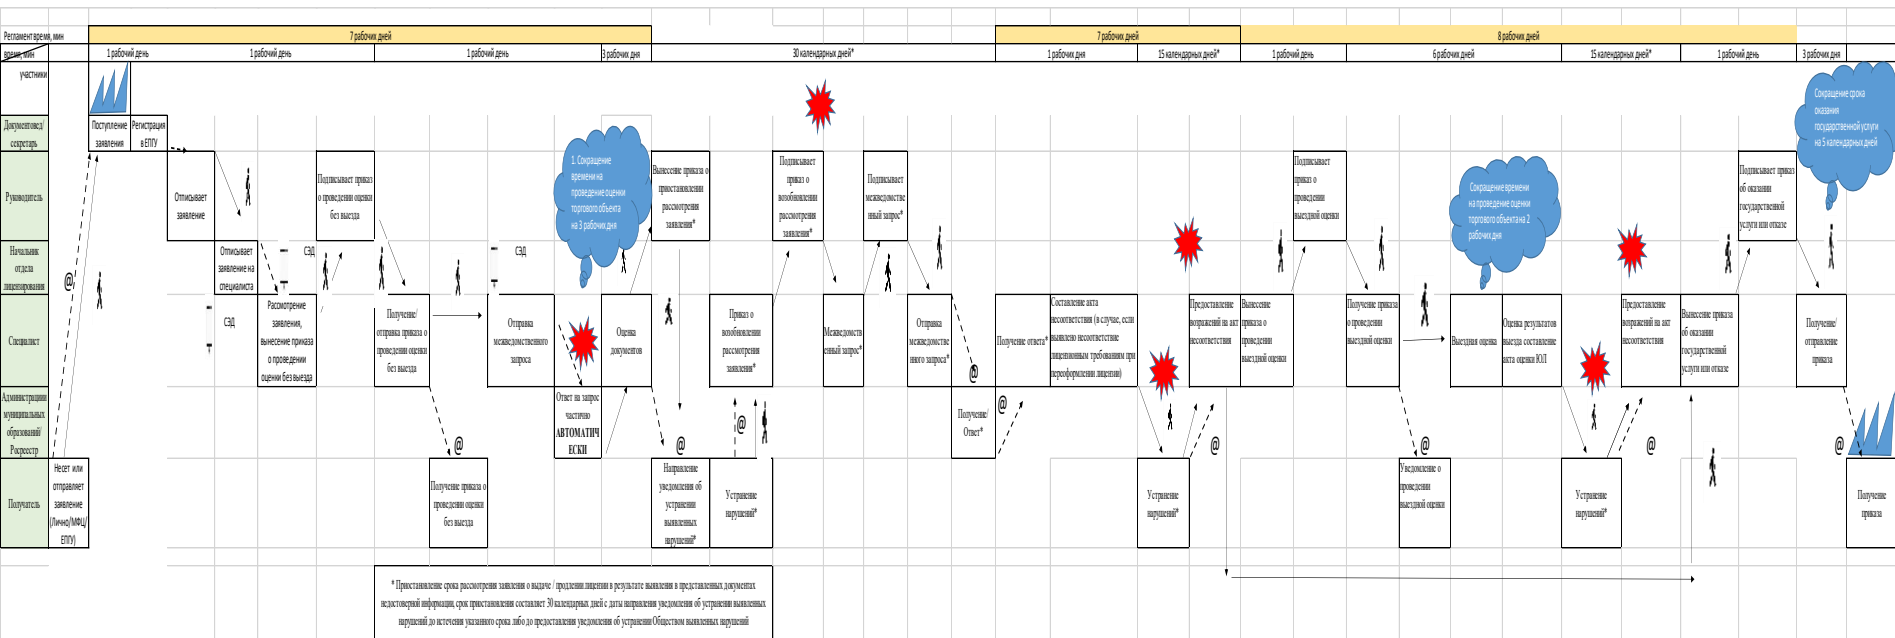 Регламент время, мин
7 рабочих дней
7 рабочих дней
8 рабочих дней
время, мин
1 рабочий день
1 рабочий день
1 рабочий день
3 рабочих дня
30 календарных дней*
1 рабочих дня
15 календарных дней*
1 рабочий день
6 рабочих дней
15 календарных дней*
1 рабочий день
3 рабочих дня
участники
Документовед/
секретарь
Поступление
заявления
Регистрация
в ЕПГУ
Сокращение срока
оказания
государственной услуги
на 5 календарных дней
Руководитель
Отписывает
заявление
Подписывает приказ
о проведении оценки
без выезда
1. Сокращение
времени на
проведение оценки
торгового объекта
на 3 рабочих дня
Вынесение приказа о
приостановлении
рассмотрения
заявления*
Подписывает
приказ о
возобновлении
рассмотрения
заявления*
Подписывает
межведомстве
нный запрос*
Подписывает
приказ о
проведении
выездной оценки
Сокращение времени
на проведение оценки
торгового объекта на 2
рабочих дня
Подписывает приказ
об оказании
государственной
услуги или отказе
Начальник
отдела
лицензирования
Отписывает
заявление на
специалиста
СЭД
СЭД
@
Специалист
СЭД
Рассмотрение
заявления,
вынесение приказа
о проведении
оценки без выезда
Получение/
отправка приказа о
проведении оценки
без выезда
Отправка
межведомственного
запроса
Оценка
документов
Приказ о
возобновлении
рассмотрения
заявления*
Межведомств
енный запрос*
Отправка
межведомстве
нного запроса*
@
Получение ответа*
Составление акта
несоответствия (в случае, если
выявлено несоответствие
лицензионным требованиям при
переоформлении лицензии)
Предоставление
возражений на акт
несоответствия
Вынесение
приказа о
проведении
выездной оценки
Получение приказа
о проведении
выездной оценки
Выездная оценка
Оценка результатов
выезда составление
акта оценки ЮЛ
Предоставление
возражений на акт
несоответствия
Вынесение приказа
об оказании
государственной
услуги или отказе
Получение/
отправление
приказа
Администрации
муниципальных
образований/
Росреестр
@
Ответ на запрос
частично
АВТОМАТИЧ
ЕСКИ
@
@
Получение/
Ответ*
@
@
@
@
@
Получатель
Несет или
отправляет
заявление
(Лично/МФЦ/
ЕПГУ)
Получение приказа о
проведении оценки
без выезда
Направление
уведомления об
устранении
выявленных
нарушений*
Устранение
нарушений*
Устранение
нарушений*
Уведомление о
проведении
выездной оценки
Устранение
нарушений*
Получение
приказа
* Приостановление срока рассмотрения заявления о выдаче / продлении лицензии в результате выявления в представленных документах
недостоверной информации, срок приостановления составляет 30 календарных дней с даты направления уведомления об устранении выявленных
нарушений до истечения указанного срока либо до предоставления уведомления об устранении Обществом выявленных нарушений